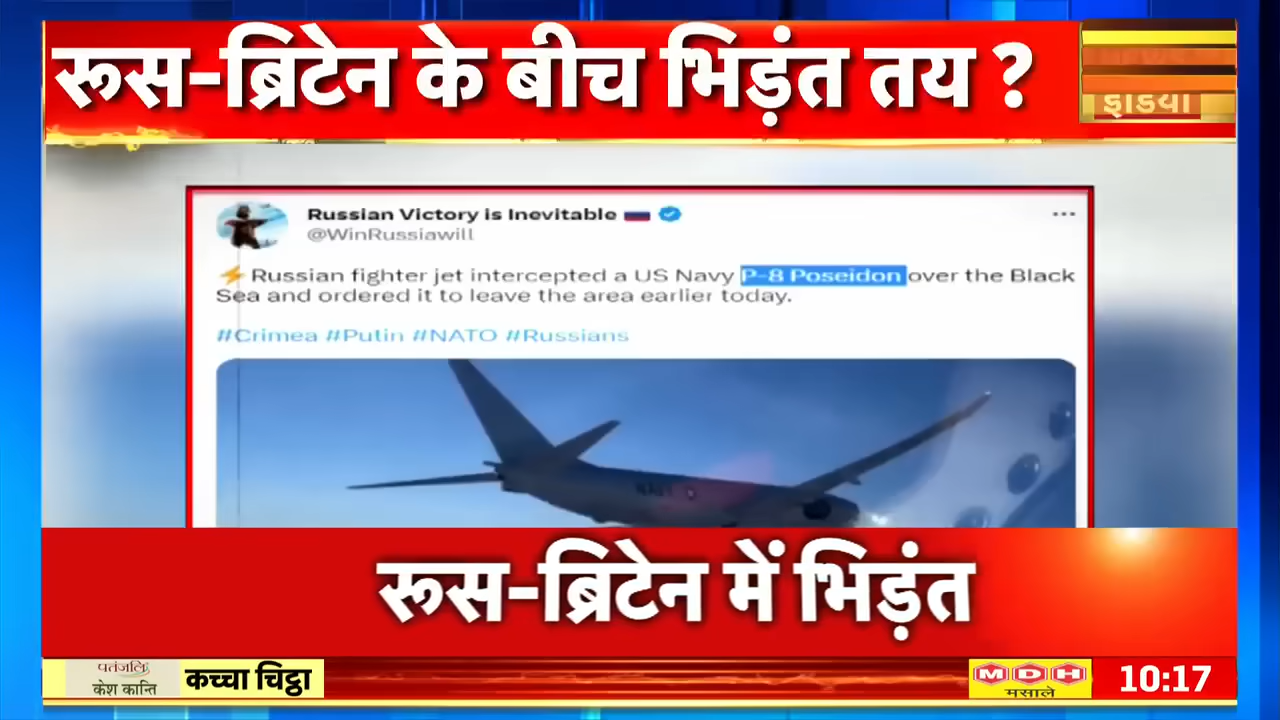 रूस-ब्रिटेन के बीच भिड़ंत तय ?
इंडिया
Russian Victory is Inevitable
@WinRussiawill
Russian fighter jet intercepted a US Navy P-8 Poseidon over the Black
Sea and ordered it to leave the area earlier today.
#Crimea #Putin #NATO #Russians
NAVY
रूस-ब्रिटेन में भिड़ंत
पतंजलि
केश कान्ति
कच्चा चिट्ठा
MDH
मसाले
10:17